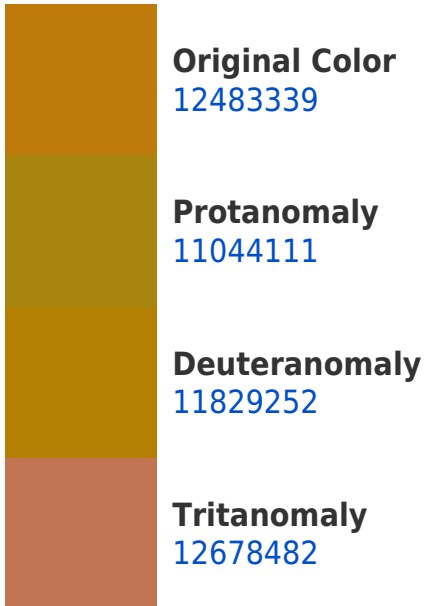 Original Color
12483339
Protanomaly
11044111
Deuteranomaly
11829252
Tritanomaly
12678482